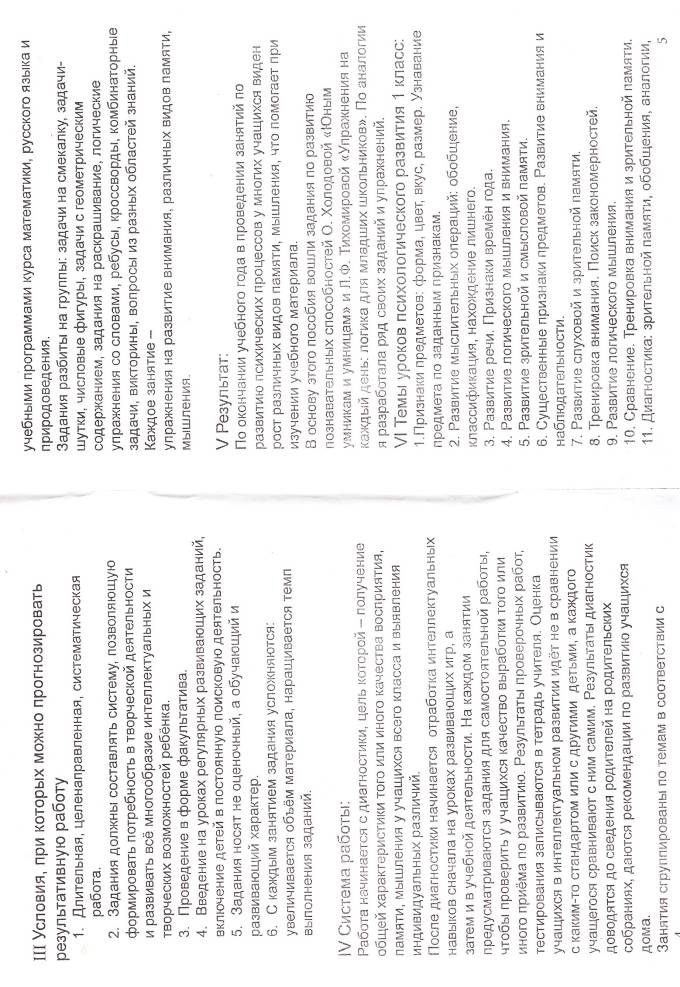 III Условия, при которых можно прогнозировать
результативную работу
1. Длительная, целенаправленная, систематическая
работа.
2. Задания должны составлять систему, позволяющую
формировать потребность в творческой деятельности
и развивать всё многообразие интеллектуальных и
творческих возможностей ребёнка.
3. Проведение в форме факультатива.
4. Введение на уроках регулярных развивающих заданий,
включение детей в постоянную поисковую деятельность.
5. Задания носят не оценочный, а обучающий и
развивающий характер.
6. С каждым занятием задания усложняются:
увеличивается объём материала, наращивается темп
выполнения заданий.
IV Система работы:
Работа начинается с диагностики, цель которой – получение
общей характеристики того или иного качества восприятия,
памяти, мышления у учащихся всего класса и выявления
индивидуальных различий.
После диагностики начинается отработка интеллектуальных
навыков сначала на уроках развивающих игр, а
затем и в учебной деятельности. На каждом занятии
предусматриваются задания для самостоятельной работы,
чтобы проверить у учащихся качество выработки того или
иного приёма по развитию. Результаты проверочных работ,
тестирования записываются в тетрадь учителя. Оценка
учащихся в интеллектуальном развитии идёт не в сравнении
с каким-то стандартом или с другими детьми, а каждого
учащегося сравнивают с ним самим. Результаты диагностик
доводятся до сведения родителей на родительских
собраниях, даются рекомендации по развитию учащихся
дома.
Занятия сгруппированы по темам в соответствии с
4
учебными программами курса математики, русского языка и
природоведения.
Задания разбиты на группы: задачи на смекалку, задачи-
шутки, числовые фигуры, задачи с геометрическим
содержанием, задания на раскрашивание, логические
упражнения со словами, ребусы, кроссворды, комбинаторные
задачи, викторины, вопросы из разных областей знаний.
Каждое занятие –
упражнения на развитие внимания, различных видов памяти,
мышления.
V Результат:
По окончании учебного года в проведении занятий по
развитию психических процессов у многих учащихся виден
рост различных видов памяти, мышления, что помогает при
изучении учебного материала.
В основу этого пособия вошли задания по развитию
познавательных способностей О. Холодовой «Юным
умникам и умницам» и Л.Ф. Тихомировой «Упражнения на
каждый день: логика для младших школьников». По аналогии
я разработала ряд своих заданий и упражнений.
VI Темы уроков психологического развития 1 класс:
1.Признаки предметов: форма, цвет, вкус, размер. Узнавание
предмета по заданным признакам.
2. Развитие мыслительных операций: обобщение,
классификация, нахождение лишнего.
3. Развитие речи. Признаки времён года.
4. Развитие логического мышления и внимания.
5. Развитие зрительной и смысловой памяти.
6. Существенные признаки предметов. Развитие внимания и
наблюдательности.
7. Развитие слуховой и зрительной памяти.
8. Тренировка внимания. Поиск закономерностей.
9. Развитие логического мышления.
10. Сравнение. Тренировка внимания и зрительной памяти.
11. Диагностика: зрительной памяти, обобщения, аналогии,
5